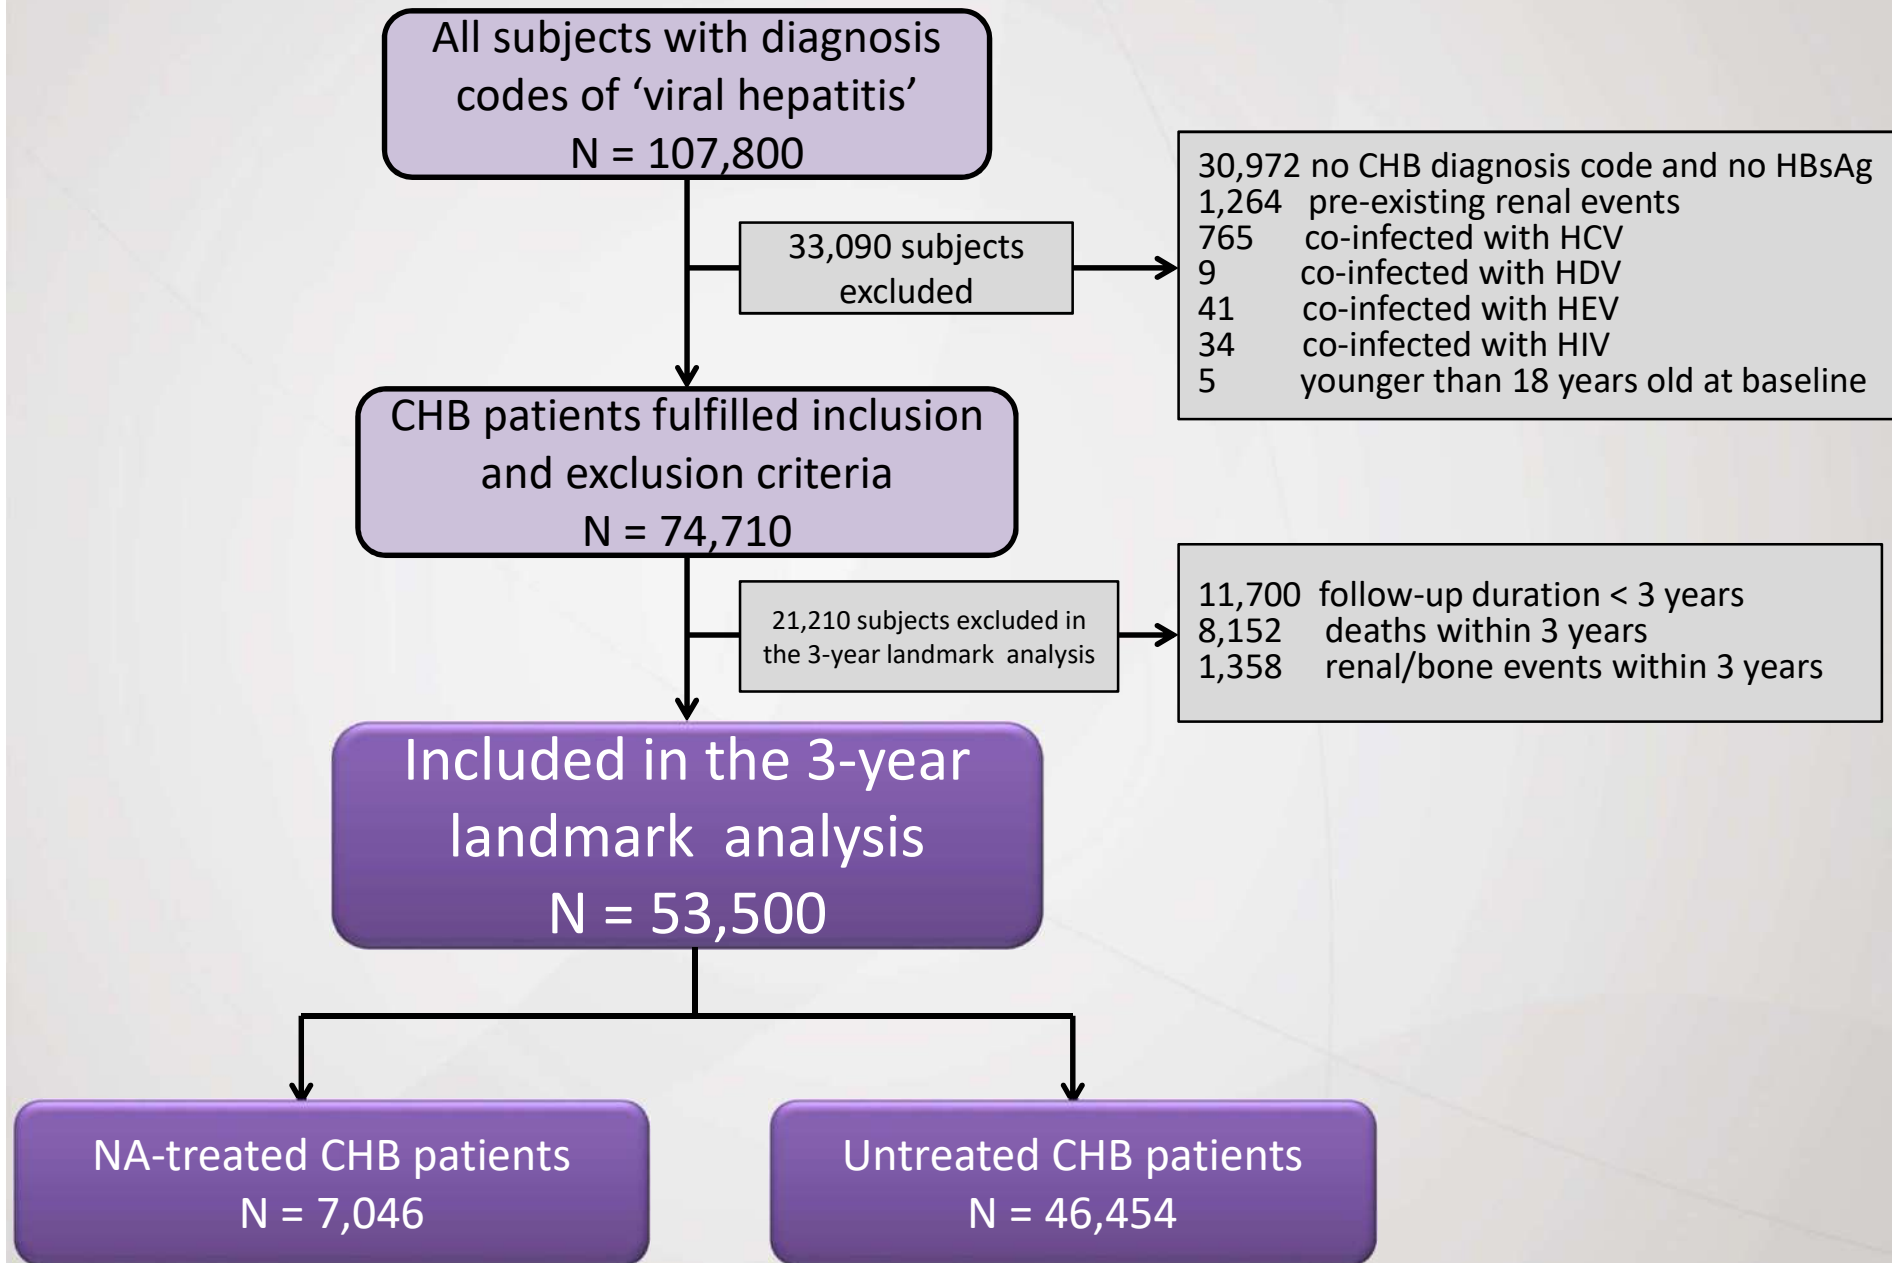 All subjects with diagnosis
codes of ‘viral hepatitis’
N = 107,800
33,090 subjects
excluded
30,972 no CHB diagnosis code and no HBsAg
1,264 pre-existing renal events
765 co-infected with HCV
9 co-infected with HDV
41 co-infected with HEV
34 co-infected with HIV
5 younger than 18 years old at baseline
CHB patients fulfilled inclusion
and exclusion criteria
N = 74,710
21,210 subjects excluded in
the 3-year landmark analysis
11,700 follow-up duration < 3 years
8,152 deaths within 3 years
1,358 renal/bone events within 3 years
Included in the 3-year
landmark analysis
N = 53,500
NA-treated CHB patients
N = 7,046
Untreated CHB patients
N = 46,454